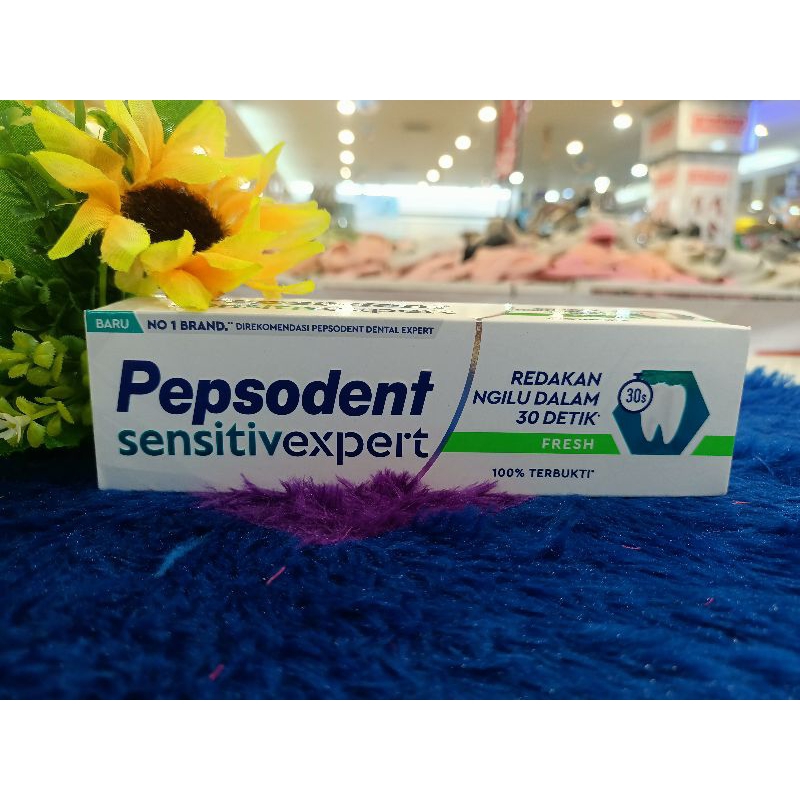 BARU NO 1 BRAND.** DIREKOMENDASI PEPSODENT DENTAL EXPERT
Pepsodent
sensitivexpert
REDAKAN
NGILU DALAM
30 DETIK*
30s
FRESH
100% TERBUKTI*